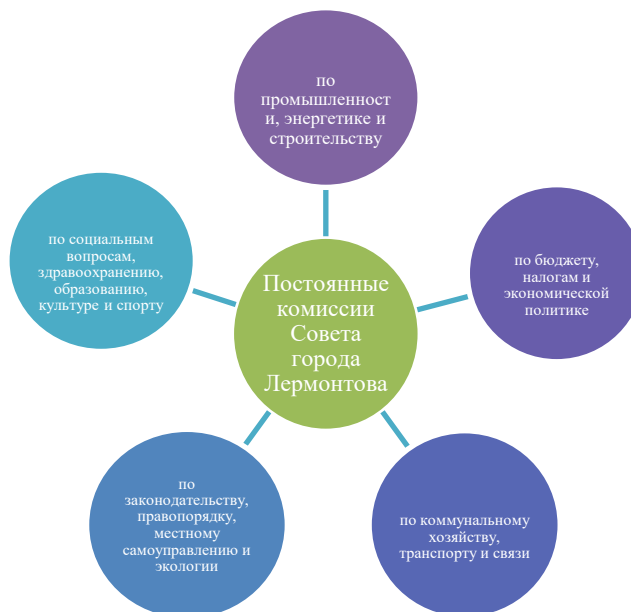 по
промышленност
и, энергетике и
строительству
по социальным
вопросам,
здравоохранению,
образованию,
культуре и спорту
по бюджету,
налогам и
экономической
политике
Постоянные
комиссии
Совета
города
Лермонтова
по
законодательству,
правопорядку,
местному
самоуправлению и
экологии
по коммунальному
хозяйству,
транспорту и связи